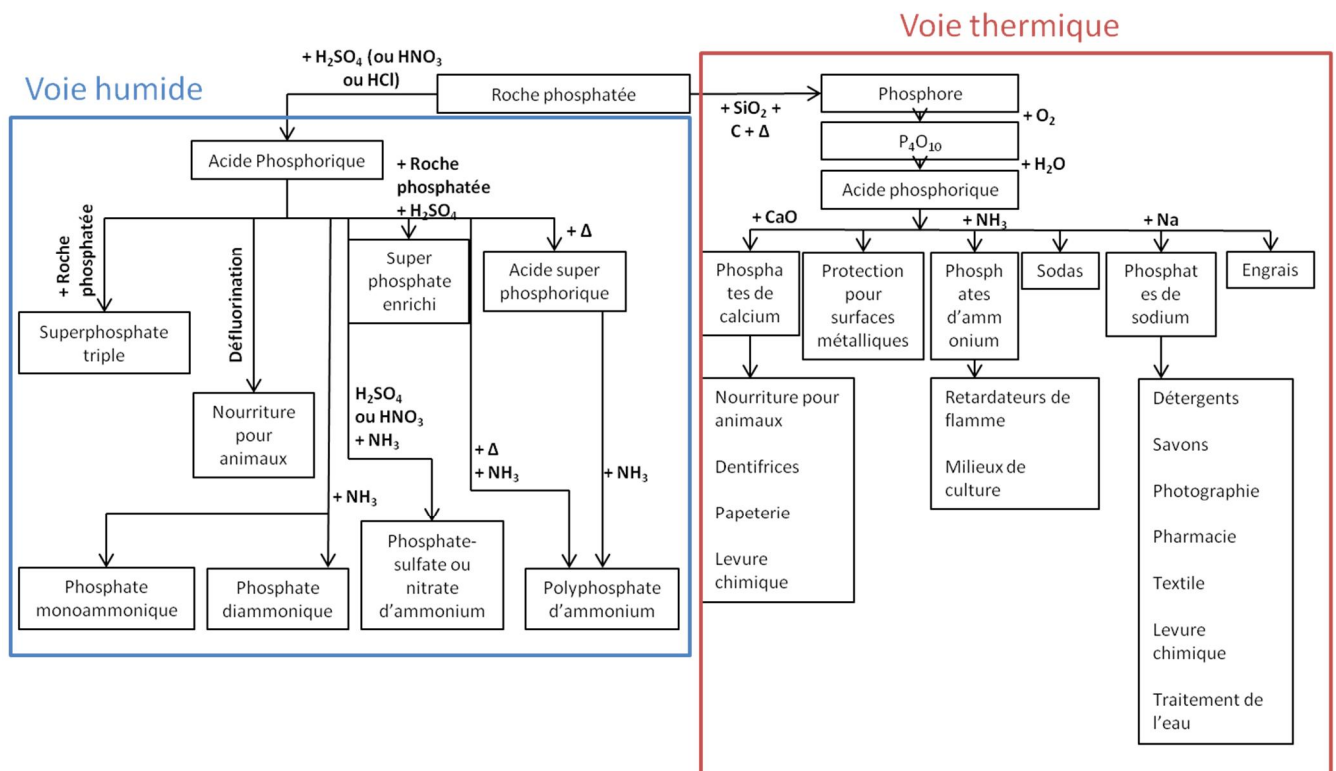 Voie thermique
Voie humide
+ H₂SO₄ (ou HNO₃
ou HCl)
Roche phosphatée
+ SiO₂ +
C + Δ
Phosphore
+ O₂
P₄O₁₀
+ H₂O
Acide phosphorique
Acide Phosphorique
+ Roche
phosphatée
+ Roche
phosphatée
+ H₂SO₄
+ Δ
Défluorination
Superphosphate
triple
Nourriture
pour
animaux
Super
phosphate
enrichi
Acide super
phosphorique
H₂SO₄
ou HNO₃
+ NH₃
+ Δ
+ NH₃
+ NH₃
+ NH₃
Phosphate
monoammonique
Phosphate
diammonique
Phosphate-
sulfate ou
nitrate
d’ammonium
Polyphosphate
d’ammonium
+ CaO
+ NH₃
+ Na
Phospha
tes de
calcium
Protection
pour
surfaces
métalliques
Phosph
ates
d’amm
onium
Sodas
Phosphat
es de
sodium
Engrais
Nourriture pour
animaux
Dentifrices
Papeterie
Levure
chimique
Retardateurs de
flamme
Milieux de
culture
Détergents
Savons
Photographie
Pharmacie
Textile
Levure
chimique
Traitement de
l’eau